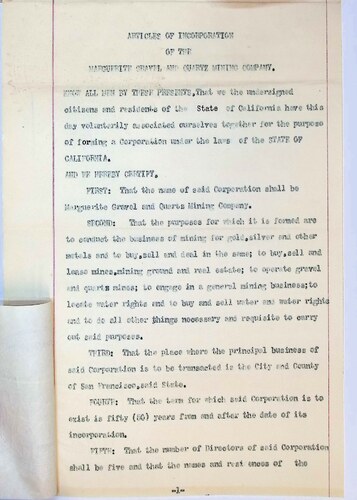 ARTICLES OF INCORPORATION
OF THE
MARGUERITE GRAVEL AND QUARTZ MINING COMPANY.
KNOW ALL MEN BY THESE PRESENTS, That we the undersigned
citizens and residents of the State of California have this
day voluntarily associated ourselves together for the purpose
of forming a Corporation under the laws of the STATE OF
CALIFORNIA.
AND WE HEREBY CERTIFY.
FIRST: That the name of said Corporation shall be
Marguerite Gravel and Quartz Mining Company.
SECOND: That the purposes for which it is formed are
to conduct the business of mining for gold, silver and other
metals and to buy, sell and deal in the same; to buy, sell and
lease mines, mining ground and real estate; to operate gravel
and quartz mines; to engage in a general mining business; to
locate water rights and to buy and sell water and water rights
and to do all other things necessary and requisite to carry
out said purposes.
THIRD: That the place where the principal business of
said Corporation is to be transacted is the City and County
of San Francisco, said State.
FOURTH: That the term for which said Corporation is to
exist is fifty (50) years from and after the date of its
incorporation.
FIFTH: That the number of Directors of said Corporation
shall be five and that the names and residences of the
-1-